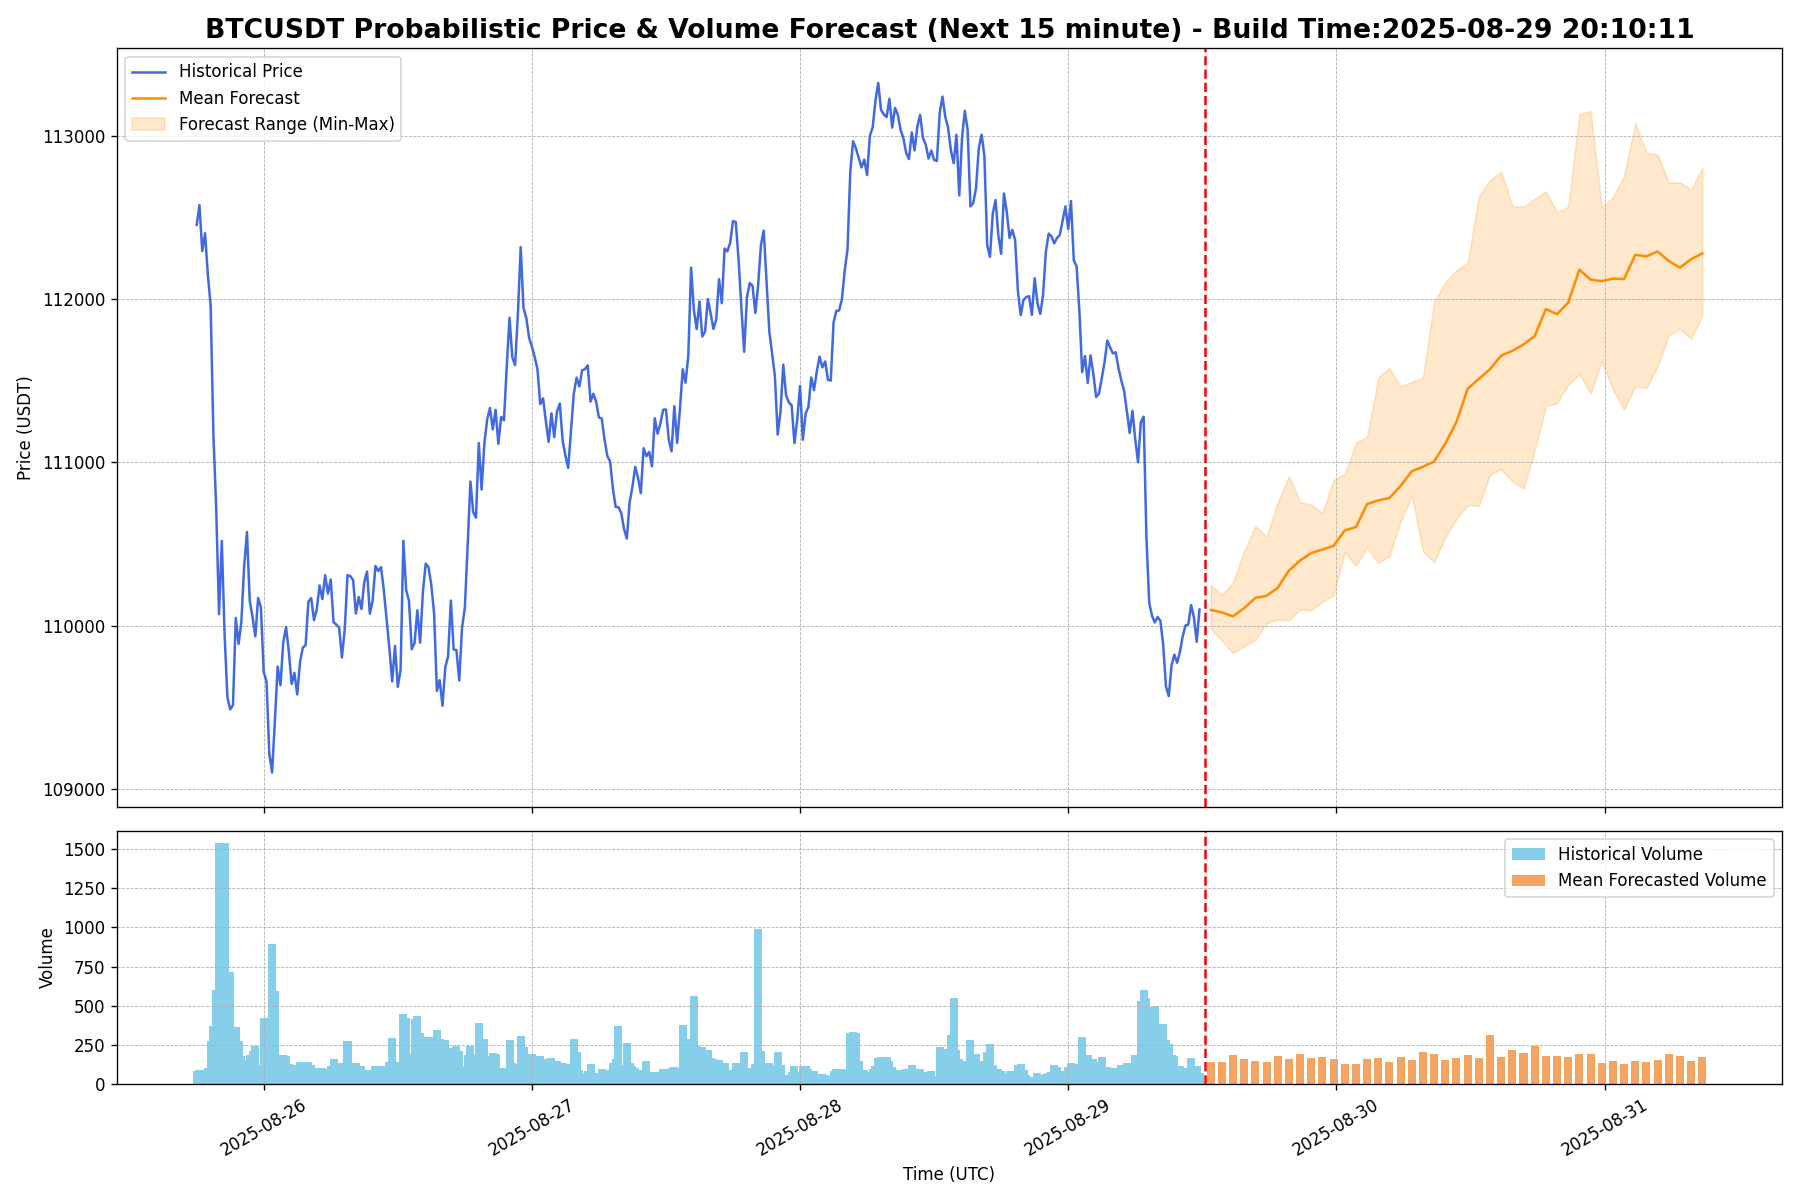 BTCUSDT Probabilistic Price & Volume Forecast (Next 15 minute) - Build Time:2025-08-29 20:10:11
Historical Price
Mean Forecast
Forecast Range (Min-Max)
113000
112000
111000
110000
109000
Price (USDT)
Historical Volume
Mean Forecasted Volume
1500
1250
1000
750
500
250
0
Volume
2025-08-26
2025-08-27
2025-08-28
2025-08-29
2025-08-30
2025-08-31
Time (UTC)